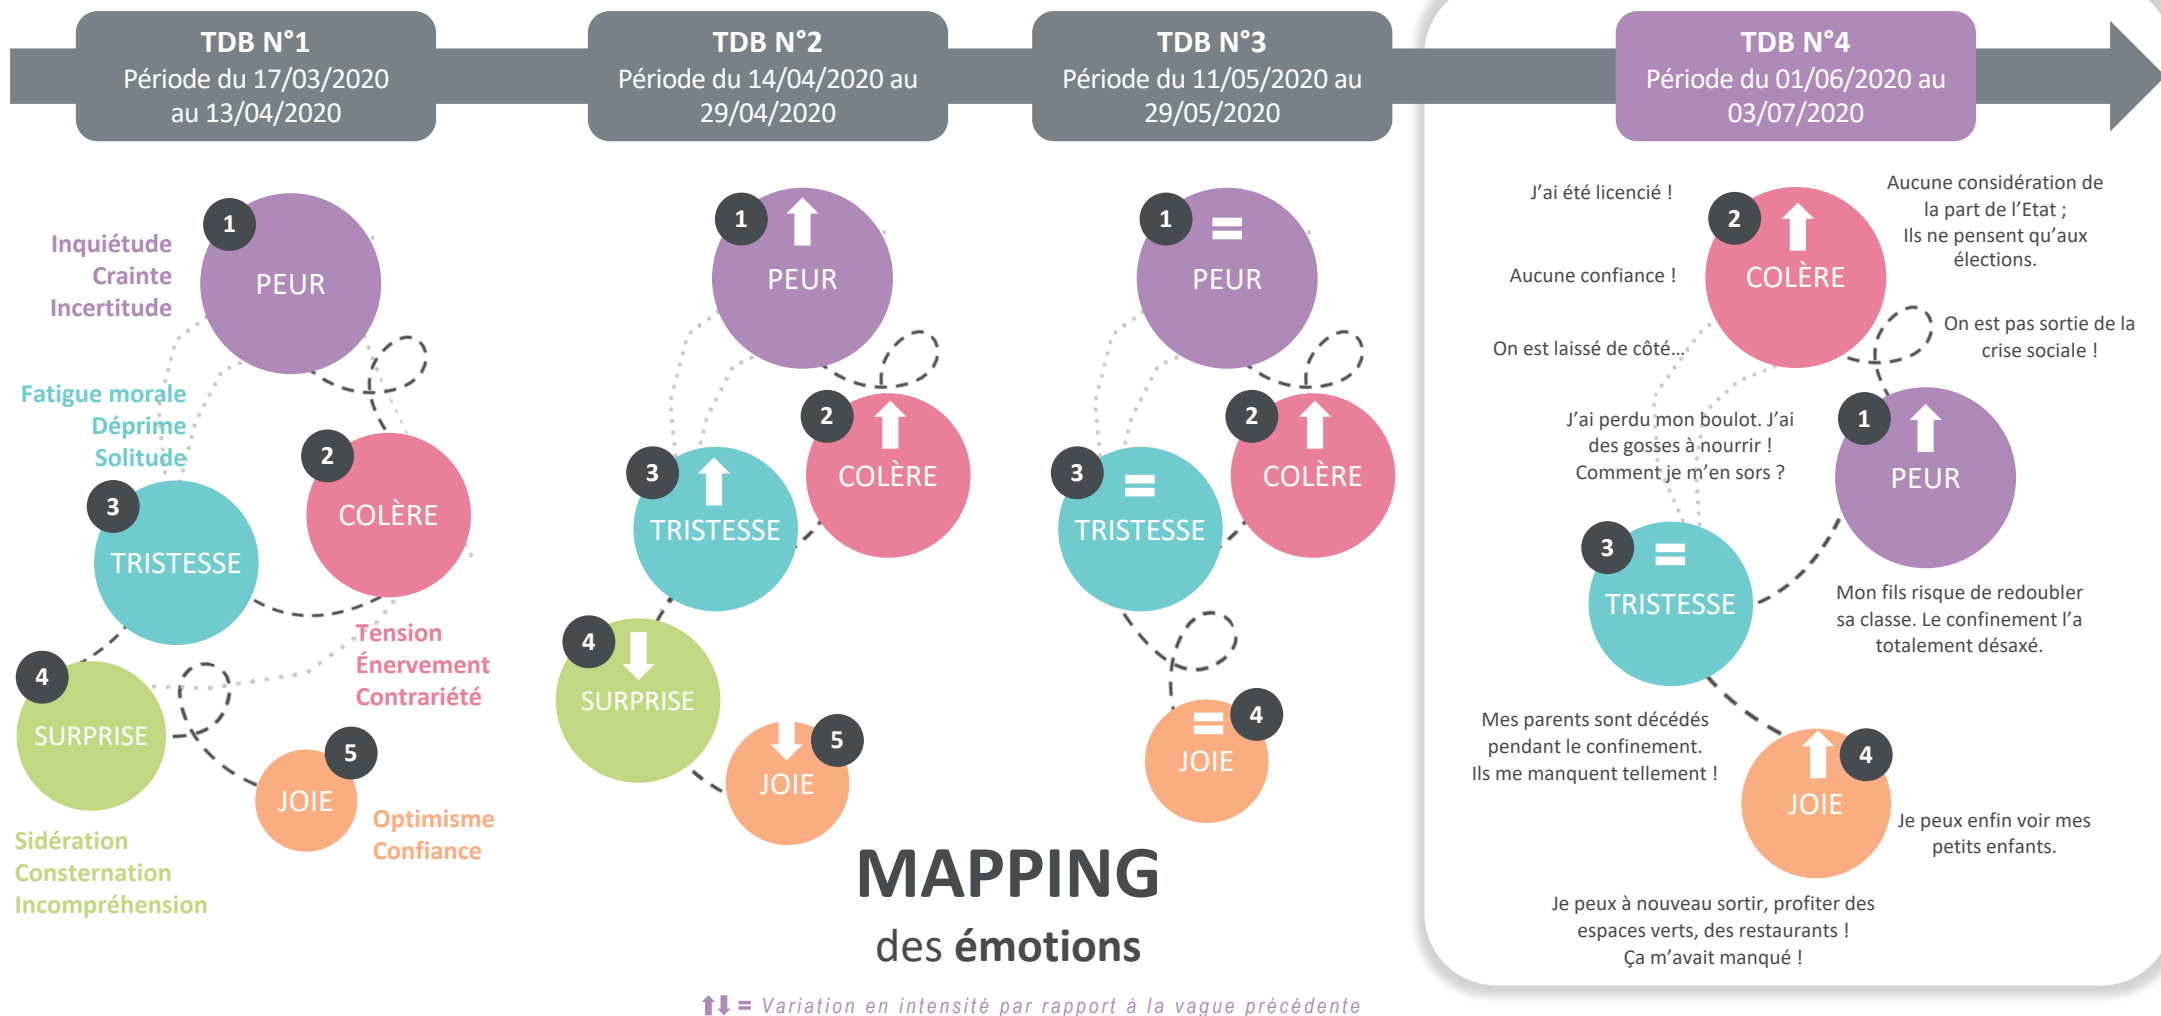 TDB N°1
Période du 17/03/2020
au 13/04/2020
TDB N°2
Période du 14/04/2020 au
29/04/2020
TDB N°3
Période du 11/05/2020 au
29/05/2020
TDB N°4
Période du 01/06/2020 au
03/07/2020
1
PEUR
Inquiétude
Crainte
Incertitude
Fatigue morale
Déprime
Solitude
2
COLÈRE
3
TRISTESSE
Tension
Énervement
Contrariété
4
SURPRISE
5
JOIE
Optimisme
Confiance
Sidération
Consternation
Incompréhension
1
PEUR
2
COLÈRE
3
TRISTESSE
4
SURPRISE
5
JOIE
1
=
PEUR
2
COLÈRE
3
=
TRISTESSE
=
4
JOIE
J'ai été licencié !
2
COLÈRE
Aucune considération de
la part de l'Etat ;
Ils ne pensent qu'aux
élections.
Aucune confiance !
On est laissé de côté…
On est pas sortie de la
crise sociale !
J'ai perdu mon boulot. J'ai
des gosses à nourrir !
Comment je m'en sors ?
1
PEUR
3
=
TRISTESSE
Mon fils risque de redoubler
sa classe. Le confinement l'a
totalement désaxé.
Mes parents sont décédés
pendant le confinement.
Ils me manquent tellement !
4
JOIE
Je peux enfin voir mes
petits enfants.
Je peux à nouveau sortir, profiter des
espaces verts, des restaurants !
Ça m'avait manqué !
MAPPING
des émotions
⬆⬇ = Variation en intensité par rapport à la vague précédente